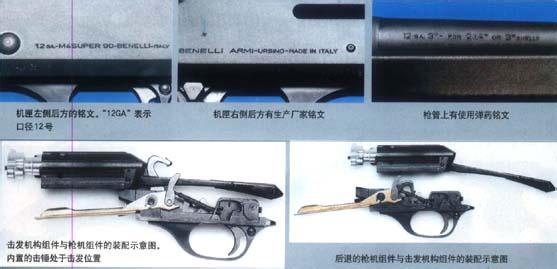 12 GA.-M4SUPER 90-BENELLI-ITALY
BENELLI ARMI-URBINO-MADE IN ITALY
12 GA. 3"- FOR 2 3/4" OR 3" SHELLS
机匣左侧后方的铭文。“12GA”表示
口径12号
机匣右侧后方有生产厂家铭文
枪管上有使用弹药铭文
击发机构组件与枪机组件的装配示意图。
内置的击锤处于击发位置
后退的枪机组件与击发机构组件的装配示意图